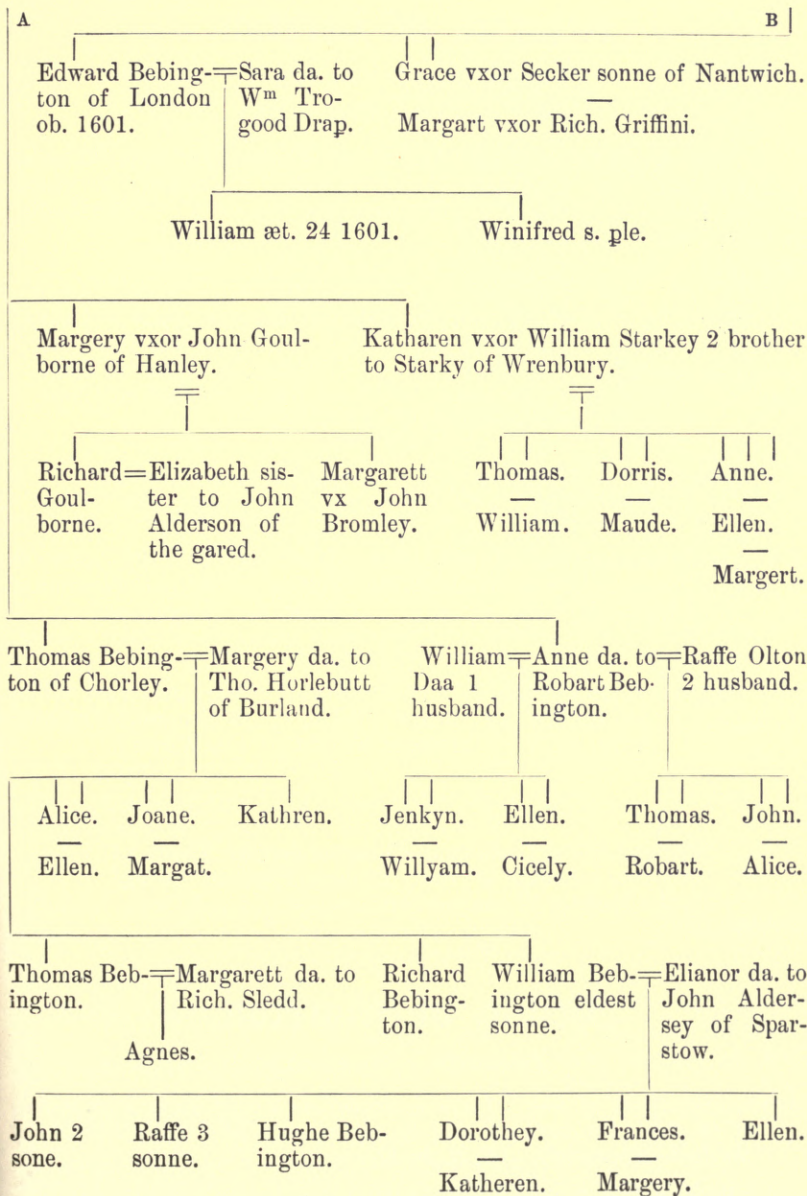 A B
Edward Bebing- Sara da. to Grace vxor Secker sonne of Nantwich.
ton of London Wm Tro- —
ob. 1601. good Drap. Margart vxor Rich. Griffini.
William æt. 24 1601. Winifred s. ple.
Margery vxor John Goul- Katharen vxor William Starkey 2 brother
borne of Hanley. to Starky of Wrenbury.
Richard=Elizabeth sis- Margarett Thomas. Dorris. Anne.
Goul- ter to John vx John — — —
borne. Alderson of Bromley. William. Maude. Ellen.
the gared. —
Margert.
Thomas Bebing- Margery da. to William Anne da. to Raffe Olton
ton of Chorley. Tho. Horlebutt Daa 1 Robart Beb- 2 husband.
of Burland. husband. ington.
Alice. Joane. Kathren. Jenkyn. Ellen. Thomas. John.
— — — — — —
Ellen. Margat. Willyam. Cicely. Robart. Alice.
Thomas Beb- Margarett da. to Richard William Beb- Elianor da. to
ington. Rich. Sledd. Bebing- ington eldest John Alder-
ton. sonne. sey of Spar-
Agnes. stow.
John 2 Raffe 3 Hughe Beb- Dorothey. Frances. Ellen.
sone. sonne. ington. — —
Katheren. Margery.